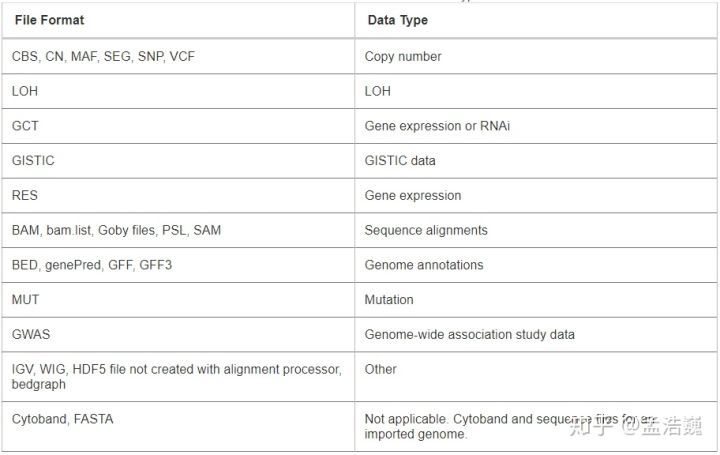 File Format Data Type
CBS, CN, MAF, SEG, SNP, VCF Copy number
LOH LOH
GCT Gene expression or RNAi
GISTIC GISTIC data
RES Gene expression
BAM, bam.list, Goby files, PSL, SAM Sequence alignments
BED, genePred, GFF, GFF3 Genome annotations
MUT Mutation
GWAS Genome-wide association study data
IGV, WIG, HDF5 file not created with alignment processor, Other
bedgraph
Cytoband, FASTA Not applicable. Cytoband and sequence files for an
imported genome.
知乎 @孟浩巍